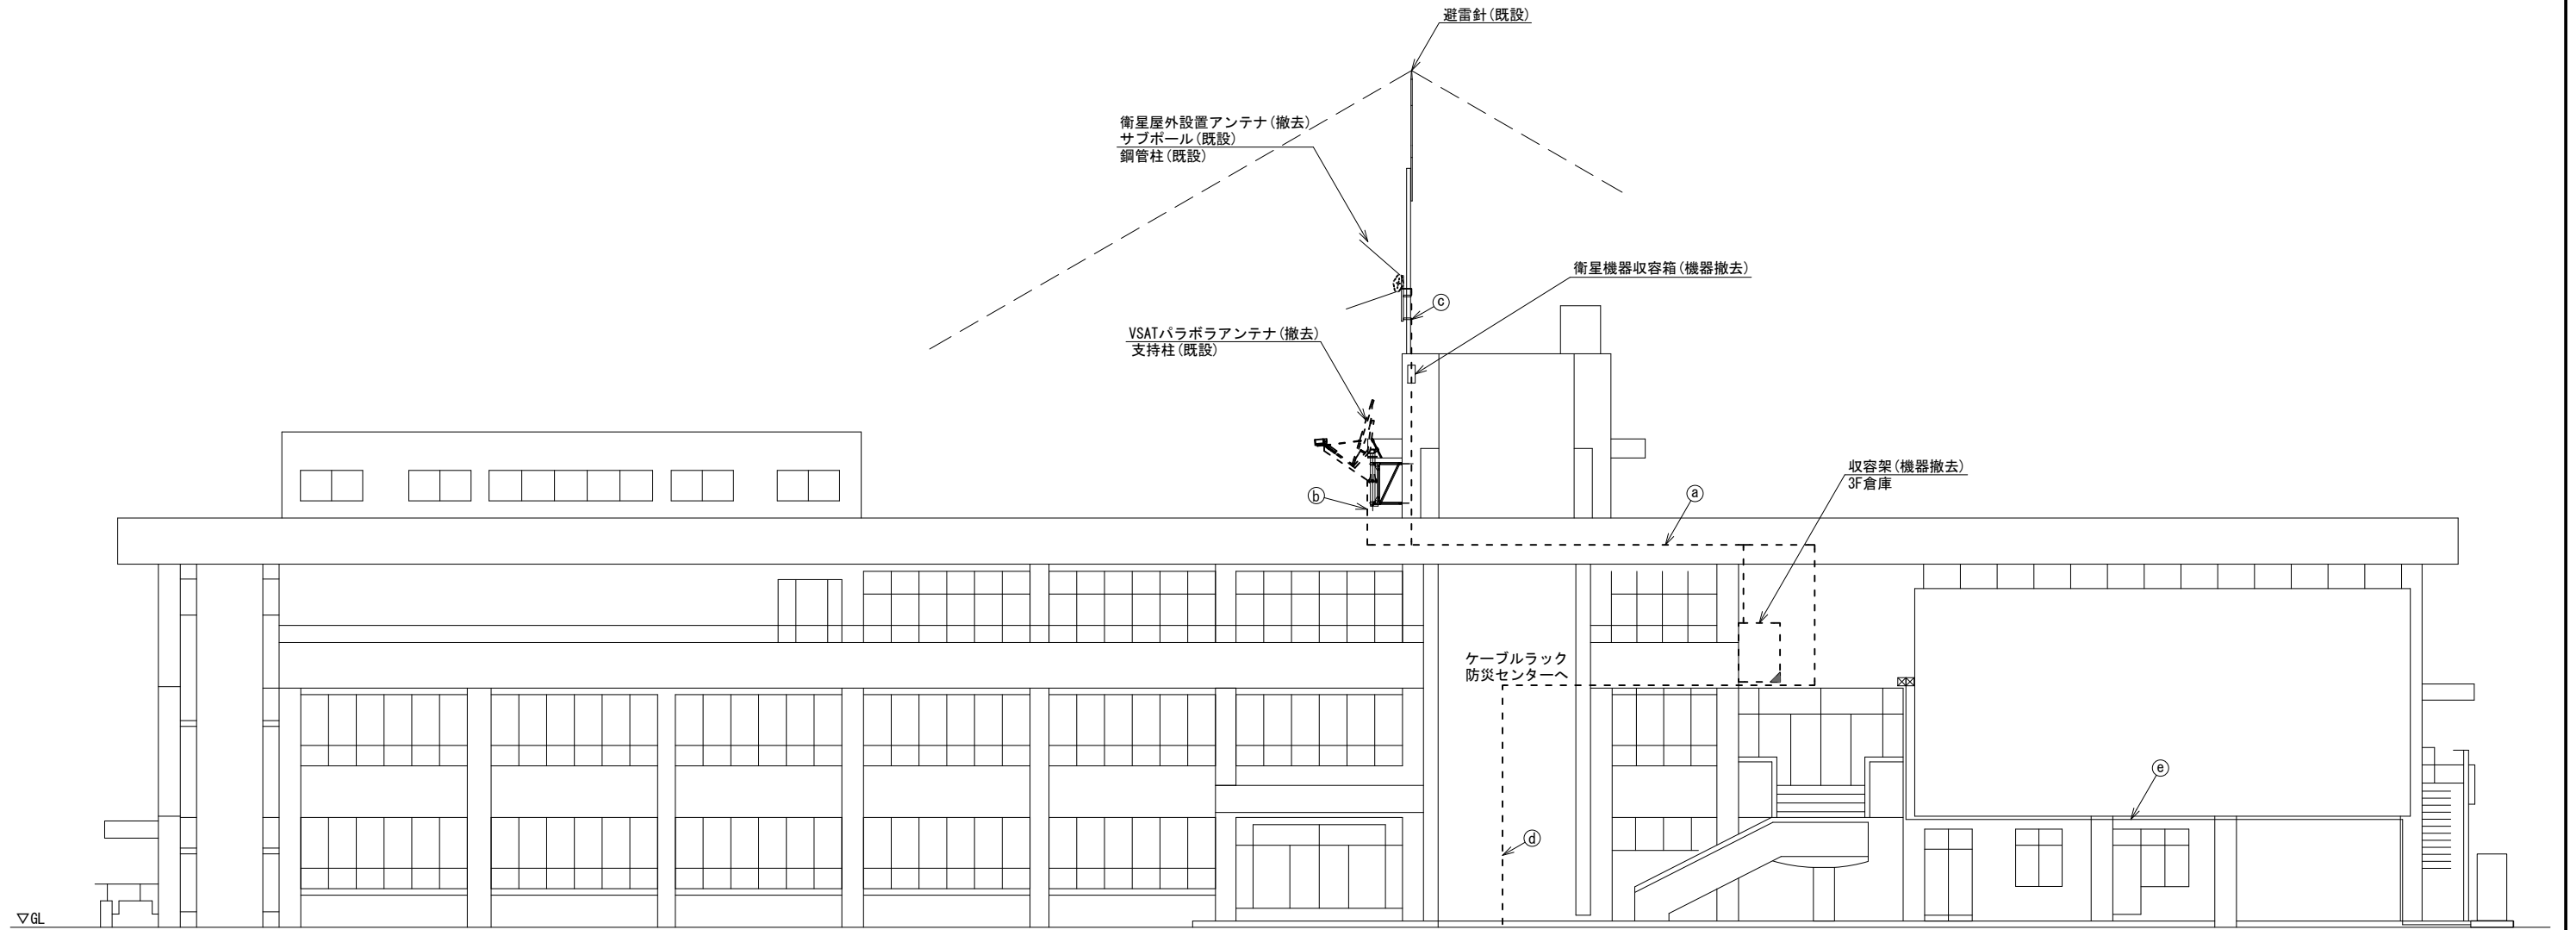 避雷針(既設)
衛星屋外設置アンテナ(撤去)
サブポール(既設)
鋼管柱(既設)
衛星機器収容箱(機器撤去)
ⓒ
VSATパラボラアンテナ(撤去)
支持柱(既設)
収容架(機器撤去)
3F倉庫
ⓑ
ⓐ
ケーブルラック
防災センターへ
ⓔ
ⓓ
▽GL